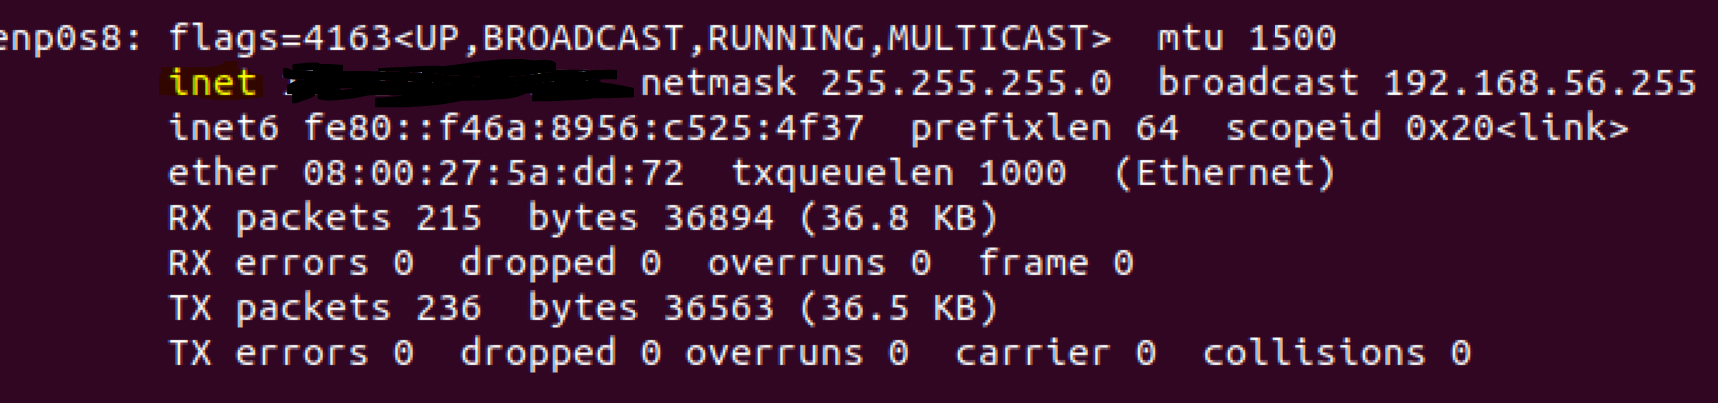 enp0s8: flags=4163<UP,BROADCAST,RUNNING,MULTICAST> mtu 1500
inet netmask 255.255.255.0 broadcast 192.168.56.255
inet6 fe80::f46a:8956:c525:4f37 prefixlen 64 scopeid 0x20<link>
ether 08:00:27:5a:dd:72 txqueuelen 1000 (Ethernet)
RX packets 215 bytes 36894 (36.8 KB)
RX errors 0 dropped 0 overruns 0 frame 0
TX packets 236 bytes 36563 (36.5 KB)
TX errors 0 dropped 0 overruns 0 carrier 0 collisions 0